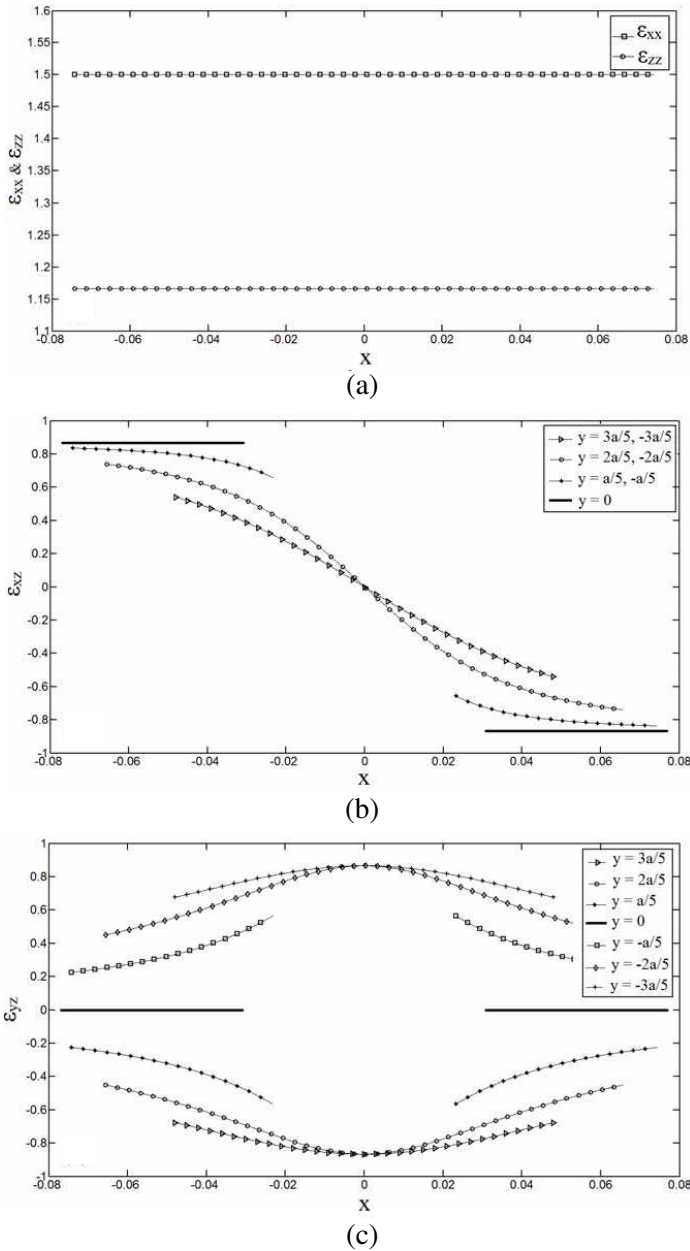 1.6
1.55
1.5
1.45
1.4
1.35
1.3
1.25
1.2
1.15
1.1
εxx & εzz
εxx
εzz
-0.08 -0.06 -0.04 -0.02 0 0.02 0.04 0.06 0.08
x
(a)
1
0.8
0.6
0.4
0.2
0
-0.2
-0.4
-0.6
-0.8
-1
εxz
y = 3a/5, -3a/5
y = 2a/5, -2a/5
y = a/5, -a/5
y = 0
-0.08 -0.06 -0.04 -0.02 0 0.02 0.04 0.06 0.08
x
(b)
1
0.8
0.6
0.4
0.2
0
-0.2
-0.4
-0.6
-0.8
-1
εyz
y = 3a/5
y = 2a/5
y = a/5
y = 0
y = -a/5
y = -2a/5
y = -3a/5
-0.08 -0.06 -0.04 -0.02 0 0.02 0.04 0.06 0.08
x
(c)